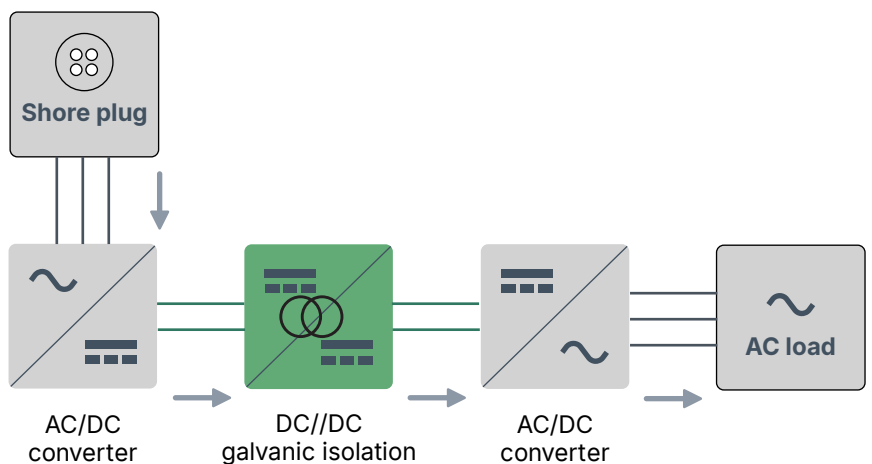 Shore plug
AC load
AC/DC
converter
DC//DC
galvanic isolation
AC/DC
converter